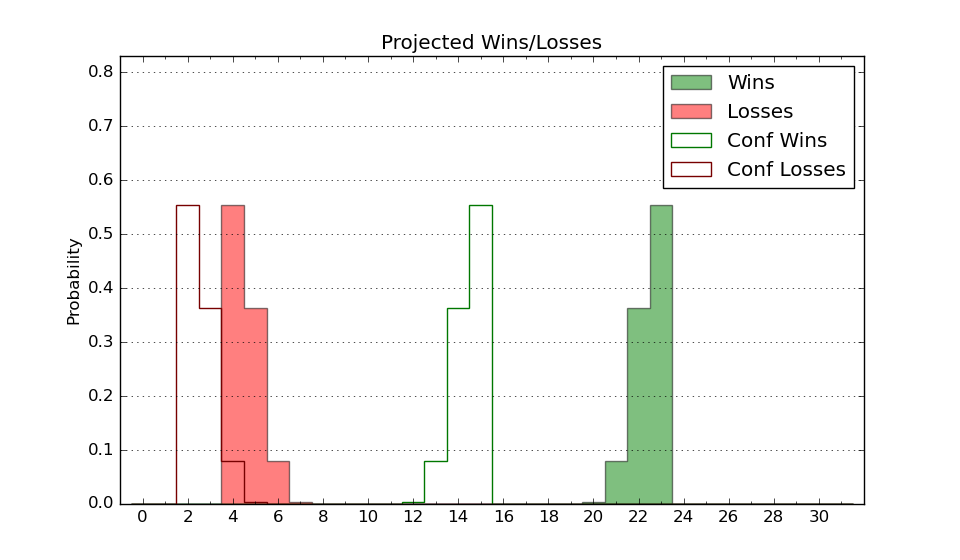 Projected Wins/Losses
0.8
0.7
0.6
0.5
0.4
0.3
0.2
0.1
0.0
Probability
Wins
Losses
Conf Wins
Conf Losses
0 2 4 6 8 10 12 14 16 18 20 22 24 26 28 30